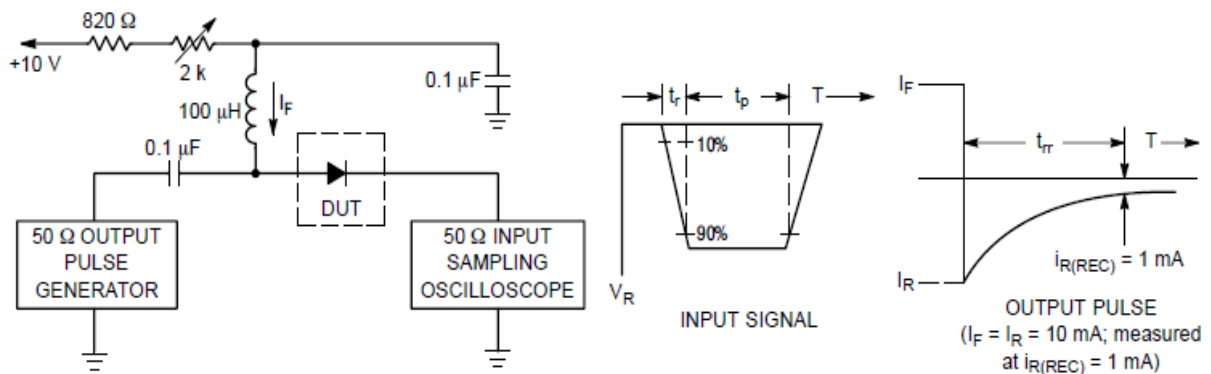 820 Ω
+10 V
2 k
100 µH
I_F
0.1 µF
0.1 µF
DUT
50 Ω OUTPUT
PULSE
GENERATOR
50 Ω INPUT
SAMPLING
OSCILLOSCOPE
t_r
t_p
T
10%
90%
V_R
INPUT SIGNAL
I_F
t_rr
T
I_R
i_R(REC) = 1 mA
OUTPUT PULSE
(I_F = I_R = 10 mA; measured
at i_R(REC) = 1 mA)